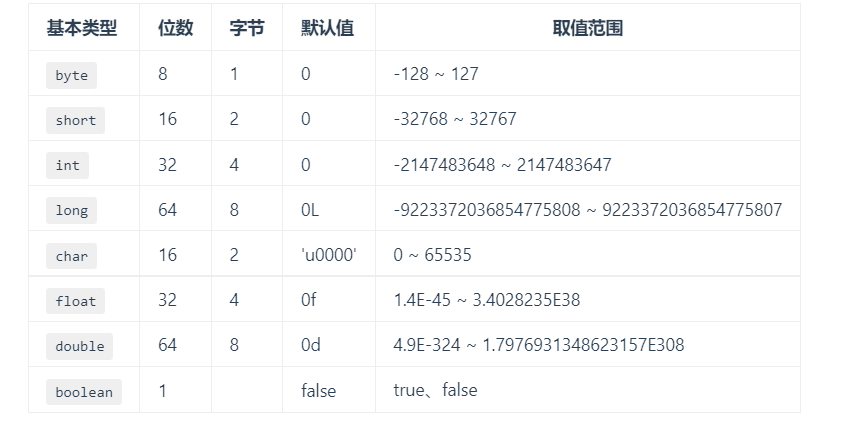 基本类型 位数 字节 默认值 取值范围
byte 8 1 0 -128 ~ 127
short 16 2 0 -32768 ~ 32767
int 32 4 0 -2147483648 ~ 2147483647
long 64 8 0L -9223372036854775808 ~ 9223372036854775807
char 16 2 'u0000' 0 ~ 65535
float 32 4 0f 1.4E-45 ~ 3.4028235E38
double 64 8 0d 4.9E-324 ~ 1.7976931348623157E308
boolean 1 false true、false